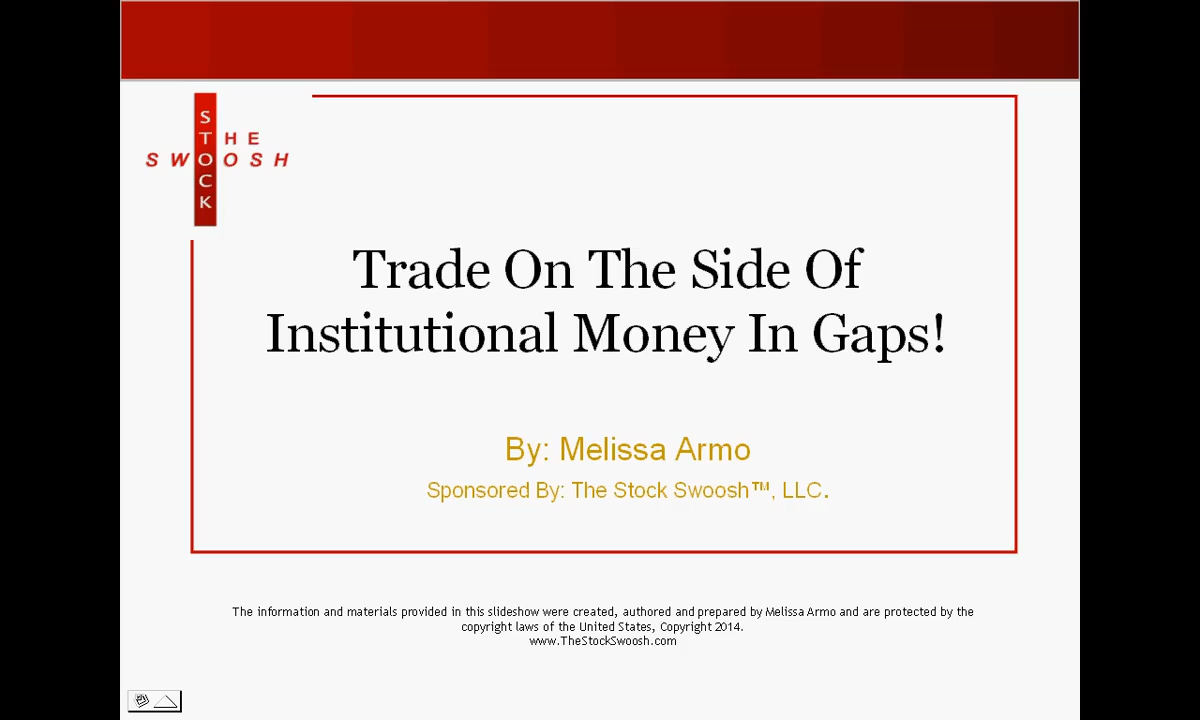 THE
STOCK
SWOOSH
Trade On The Side Of
Institutional Money In Gaps!
By: Melissa Armo
Sponsored By: The Stock Swoosh™, LLC.
The information and materials provided in this slideshow were created, authored and prepared by Melissa Armo and are protected by the
copyright laws of the United States, Copyright 2014.
www.TheStockSwoosh.com